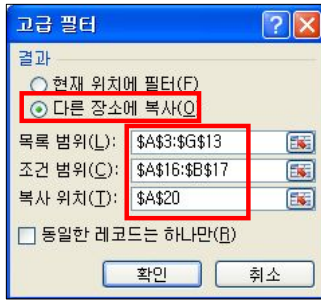 고급 필터
결과
현재 위치에 필터(F)
다른 장소에 복사(O
목록 범위(L): $A$3:$G$13
조건 범위(C): $A$16:$B$17
복사 위치(T): $A$20
동일한 레코드는 하나만(R)
확인 취소